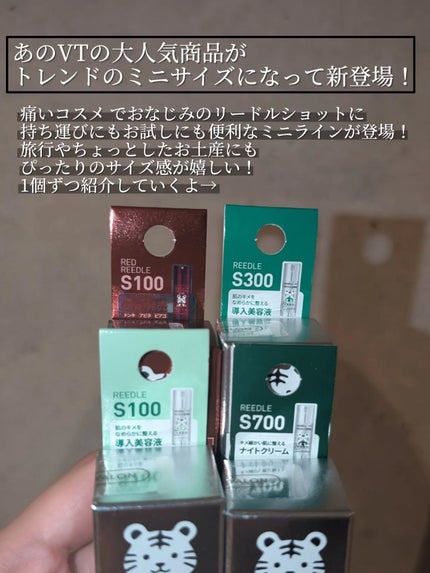 あのVTの大人気商品が
トレンドのミニサイズになって新登場！
痛いコスメ でおなじみのリードルショットに
持ち運びにもお試しにも便利なミニラインが登場！
旅行やちょっとしたお土産にも
ぴったりのサイズ感が嬉しい！
1個ずつ紹介していくよ→
RED
REEDLE
S100
REEDLE
S300
肌のキメを
なめらかに整える
導入美容液
REEDLE
S100
肌のキメを
なめらかに整える
導入美容液
REEDLE
S700
キメ細かい肌に整える
ナイトクリーム